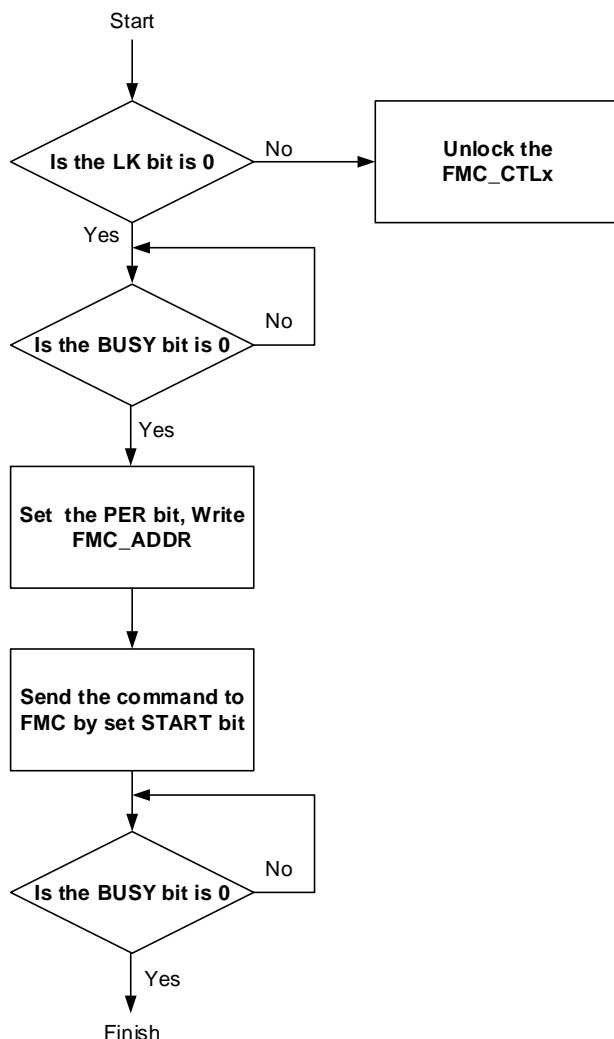 Start
Is the LK bit is 0
No
Unlock the
FMC_CTLx
Yes
Is the BUSY bit is 0
No
Yes
Set the PER bit, Write
FMC_ADDR
Send the command to
FMC by set START bit
Is the BUSY bit is 0
No
Yes
Finish